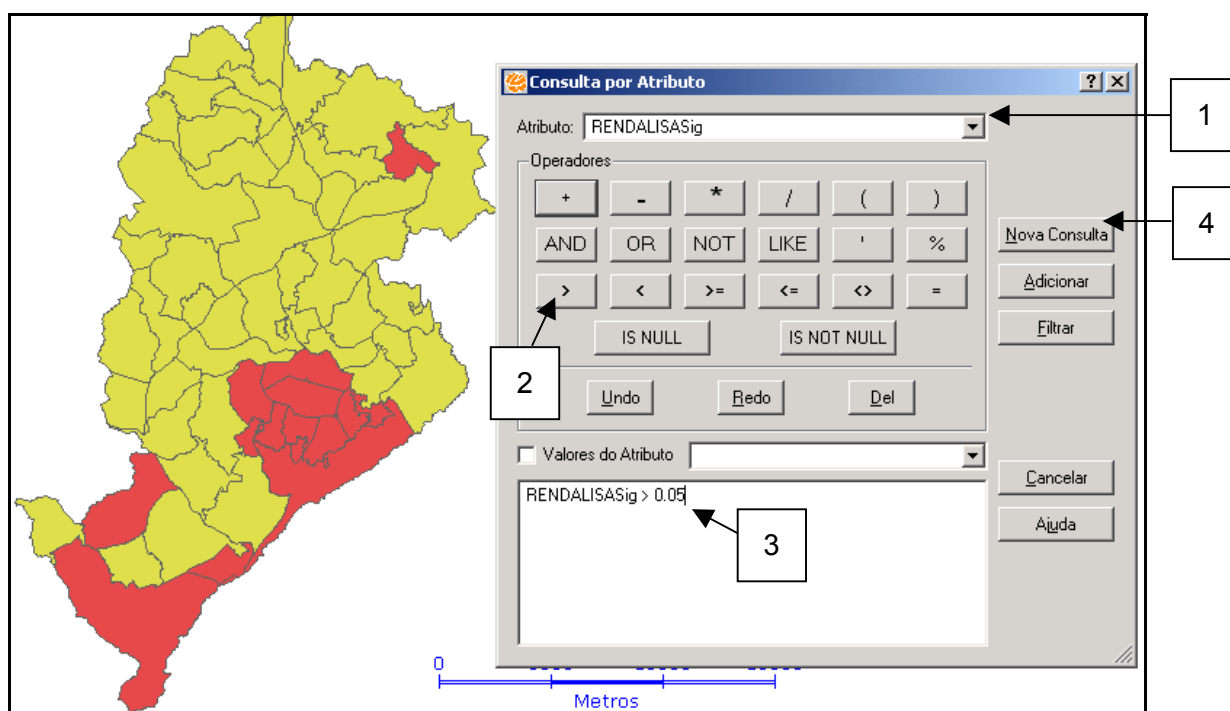 Consulta por Atributo
? X
1
Atributo: RENDALISASig
Operadores
+ - * / ( )
4
Nova Consulta
AND OR NOT LIKE ' %
Adicionar
> < >= <= <> =
Filtrar
IS NULL IS NOT NULL
2
Undo Redo Del
Valores do Atributo
Cancelar
RENDALISASig > 0.05
Ajuda
3
0
Metros